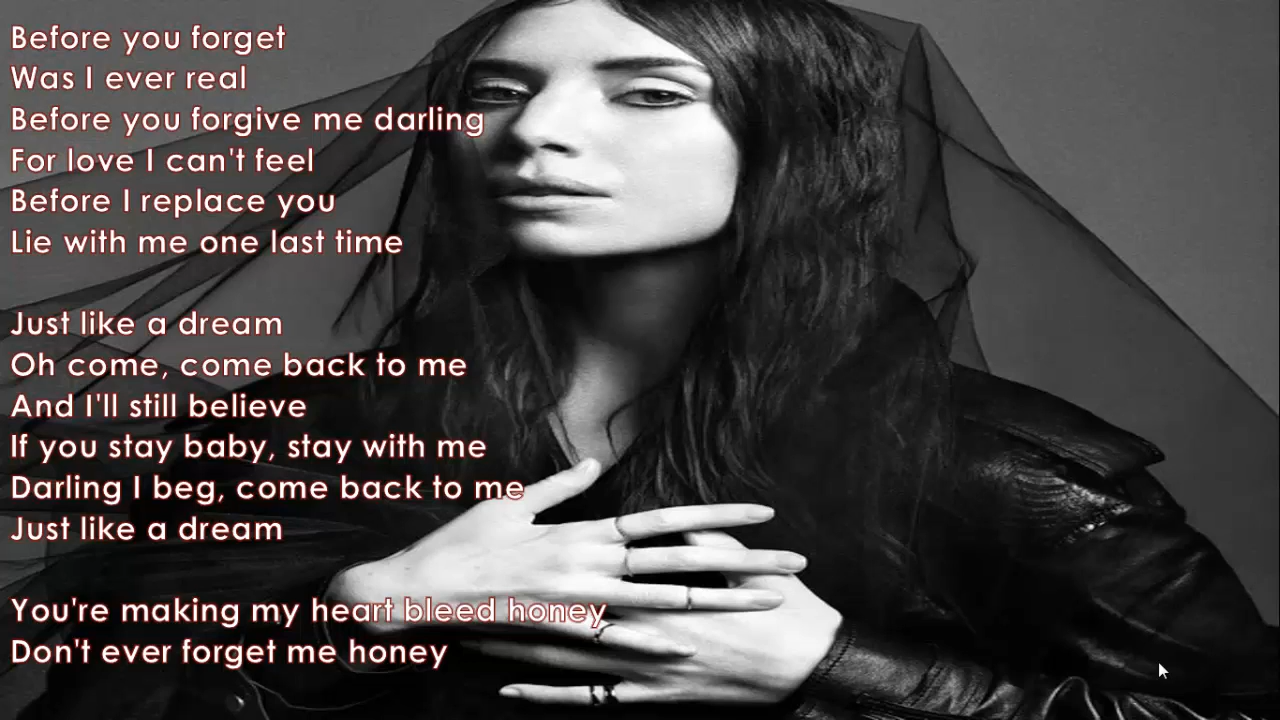 Before you forget
Was I ever real
Before you forgive me darling
For love I can't feel
Before I replace you
Lie with me one last time
Just like a dream
Oh come, come back to me
And I'll still believe
If you stay baby, stay with me
Darling I beg, come back to me
Just like a dream
You're making my heart bleed honey
Don't ever forget me honey